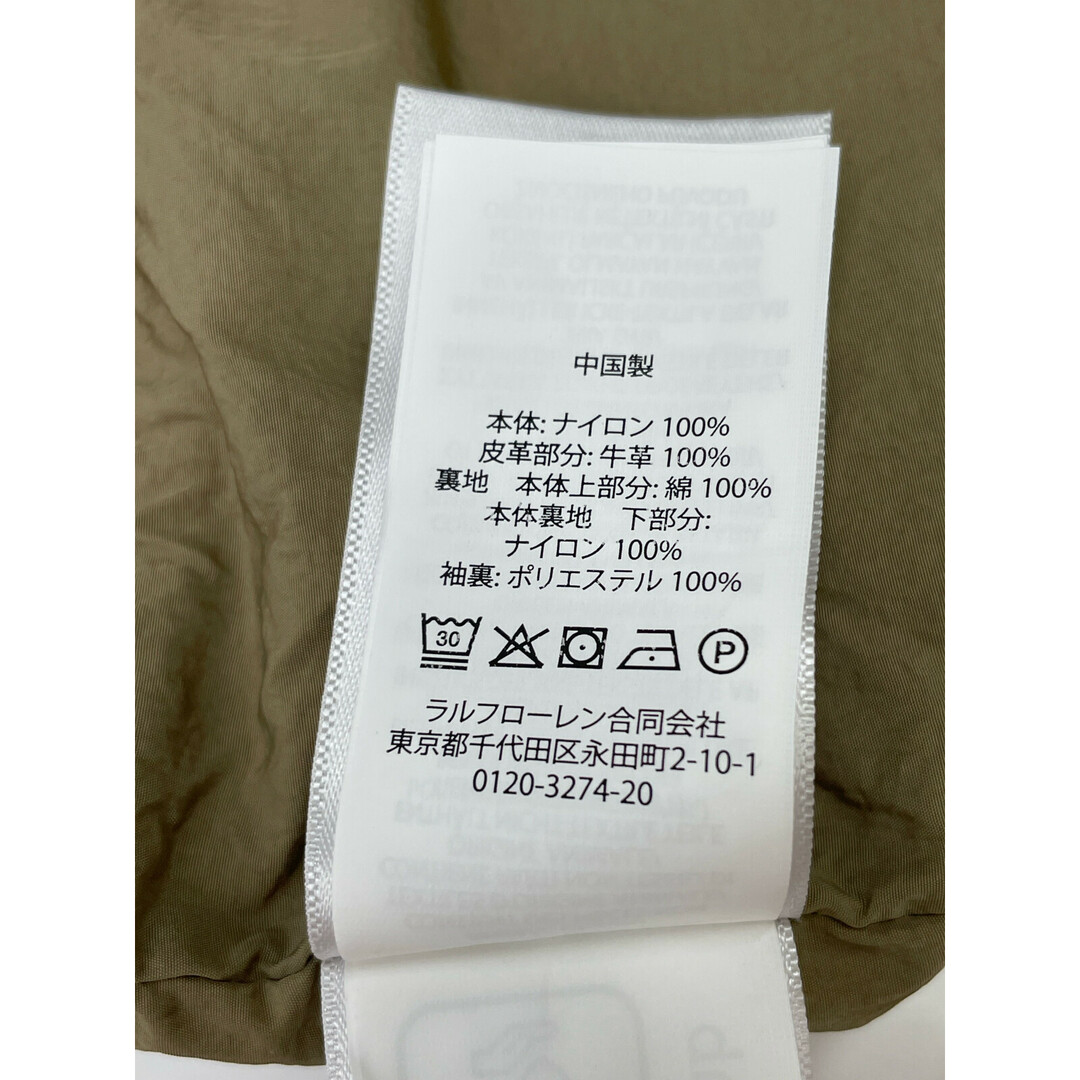 中国製
本体: ナイロン 100%
皮革部分: 牛革 100%
裏地　本体上部分: 綿 100%
本体裏地　下部分:
ナイロン 100%
袖裏: ポリエステル 100%
30 P
ラルフローレン合同会社
東京都千代田区永田町2-10-1
0120-3274-20